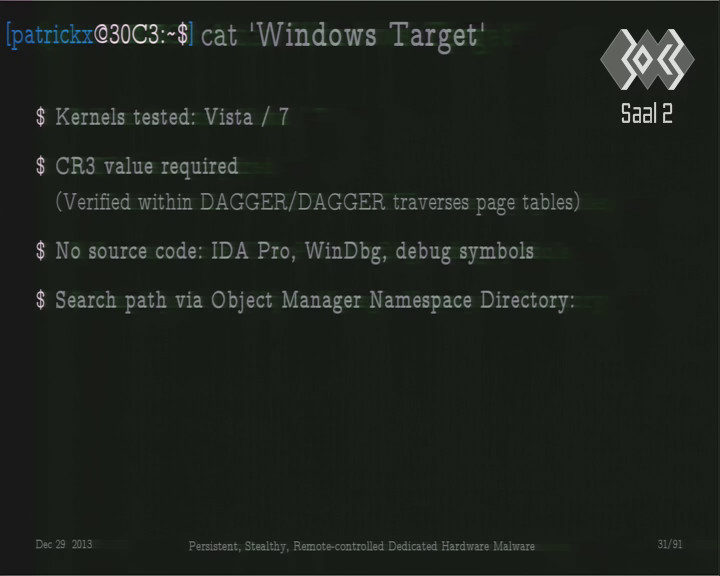 [patrickx@30C3:~$] cat 'Windows Target'
Saal 2
$ Kernels tested: Vista / 7
$ CR3 value required
(Verified within DAGGER/DAGGER traverses page tables)
$ No source code: IDA Pro, WinDbg, debug symbols
$ Search path via Object Manager Namespace Directory:
Dec 29 2013
Persistent, Stealthy, Remote-controlled Dedicated Hardware Malware
31/91